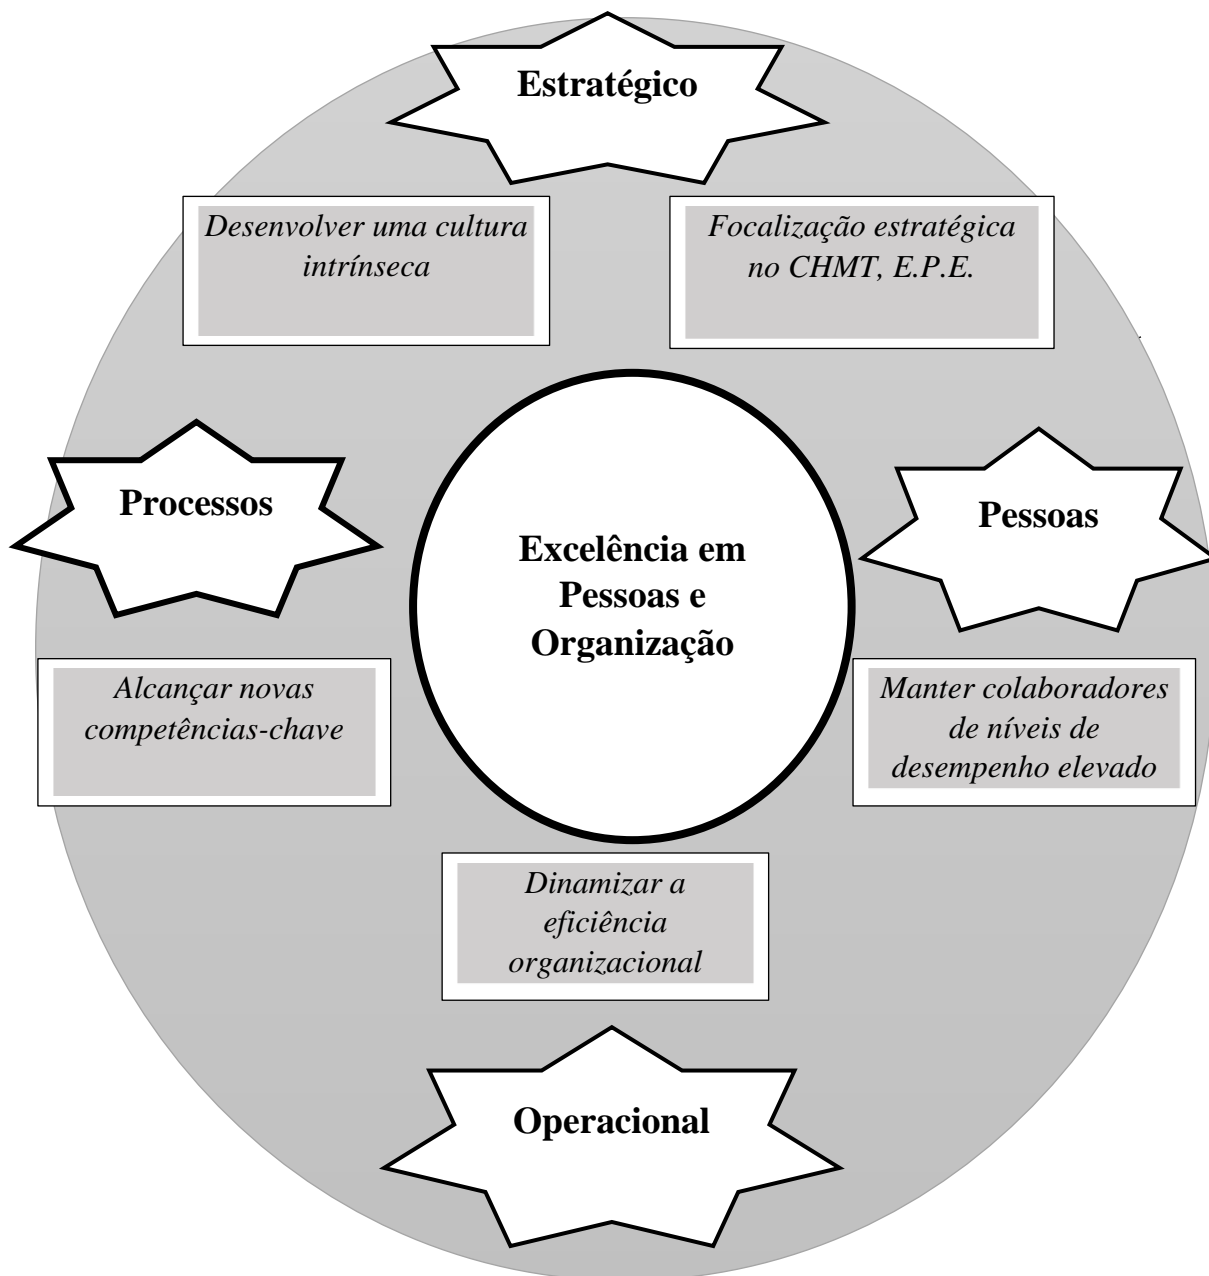 Estratégico
Desenvolver uma cultura
intrínseca
Focalização estratégica
no CHMT, E.P.E.
Processos
Pessoas
Excelência em
Pessoas e
Organização
Alcançar novas
competências-chave
Manter colaboradores
de níveis de
desempenho elevado
Dinamizar a
eficiência
organizacional
Operacional